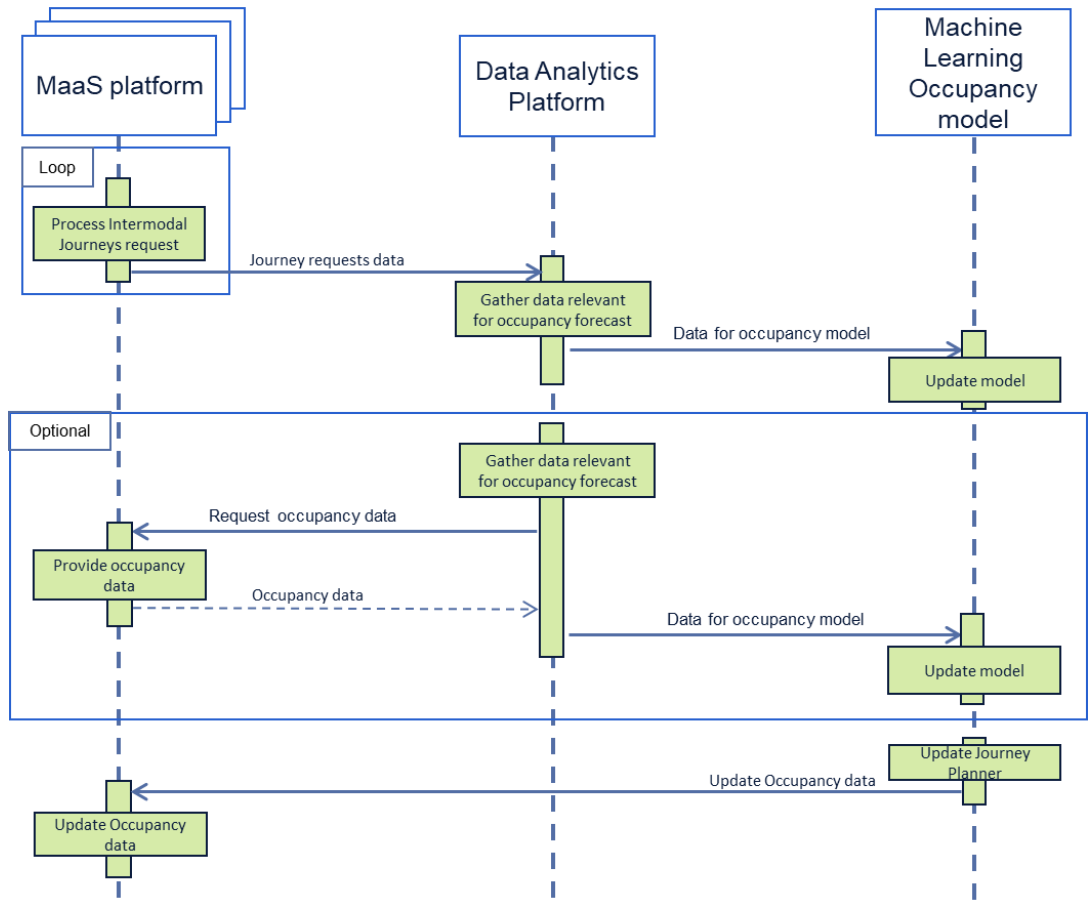 MaaS platform
Data Analytics
Platform
Machine
Learning
Occupancy
model
Loop
Process Intermodal
Journeys request
Journey requests data
Gather data relevant
for occupancy forecast
Data for occupancy model
Update model
Optional
Gather data relevant
for occupancy forecast
Request occupancy data
Provide occupancy
data
Occupancy data
Data for occupancy model
Update model
Update Journey
Planner
Update Occupancy data
Update Occupancy
data